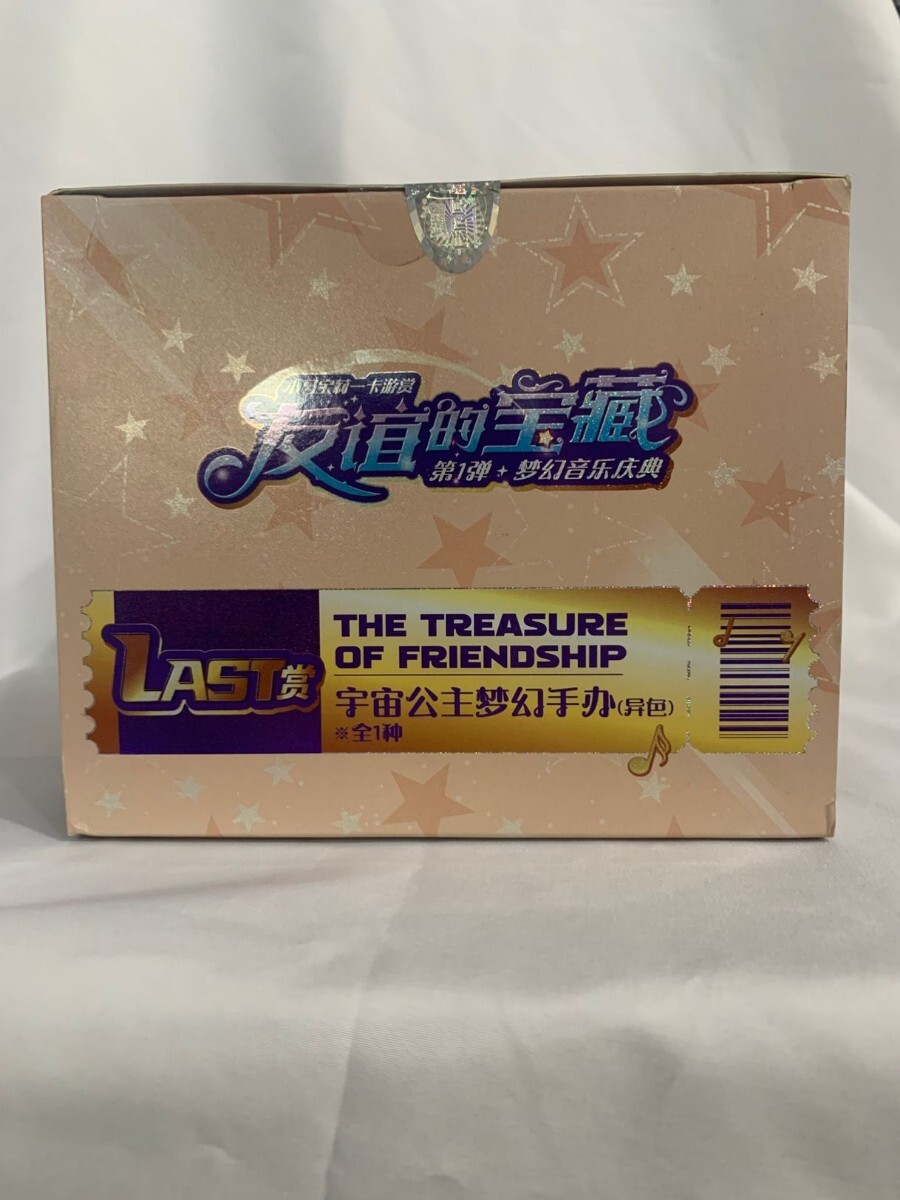 小马宝莉一卡游赏
友谊的宝藏
第1弹✦梦幻音乐庆典
LAST赏
THE TREASURE
OF FRIENDSHIP
宇宙公主梦幻手办(异色)
※全1种